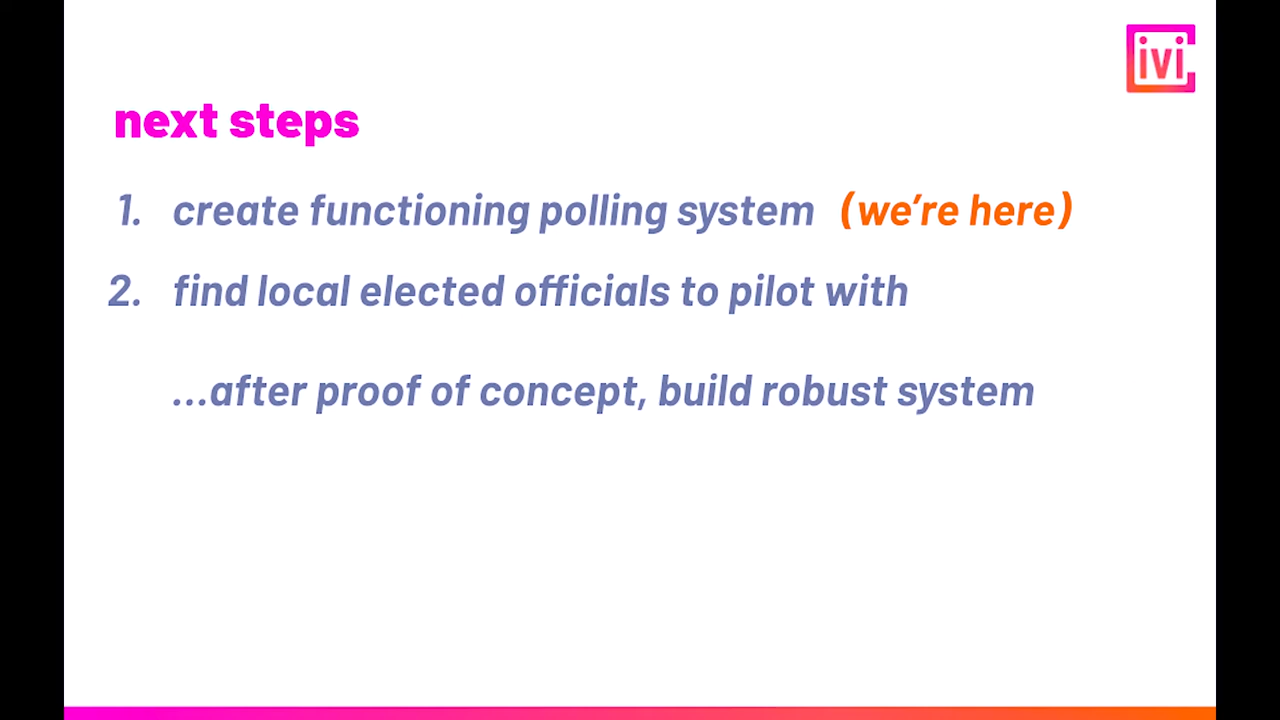 ivi
next steps
1. create functioning polling system (we're here)
2. find local elected officials to pilot with
...after proof of concept, build robust system